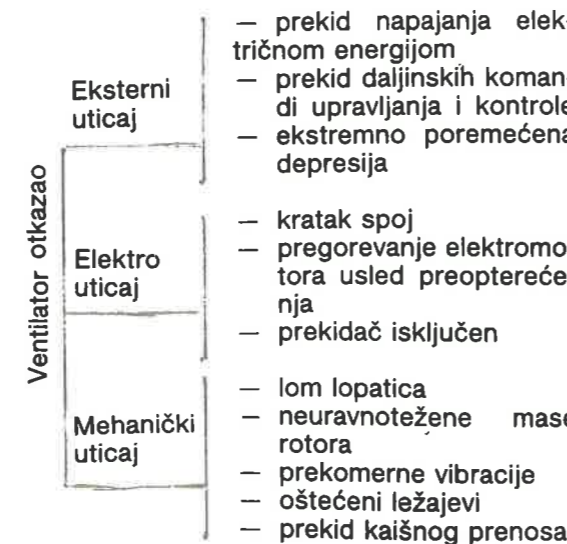 Ventilator otkazao
Eksterni
uticaj
— prekid napajanja elek-
tričnom energijom
— prekid daljinskih koman-
di upravljanja i kontrole
— ekstremno poremećena
depresija
Elektro
uticaj
— kratak spoj
— pregorevanje elektromo-
tora usled preoptereće-
nja
— prekidač isključen
Mehanički
uticaj
— lom lopatica
— neuravnotežene mase
rotora
— prekomerne vibracije
— oštećeni ležajevi
— prekid kaišnog prenosa